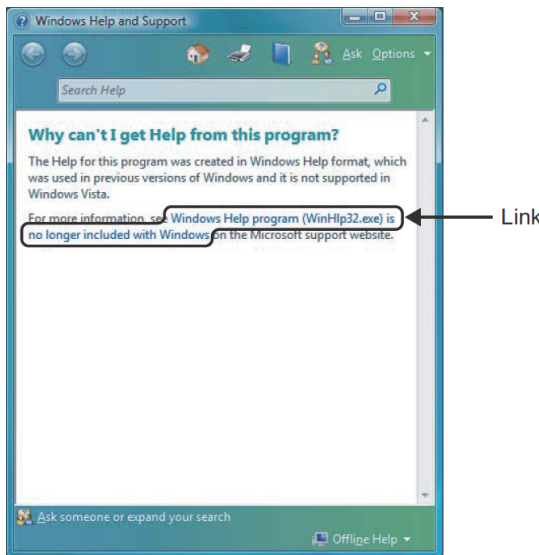 Windows Help and Support
Ask Options
Search Help
Why can't I get Help from this program?
The Help for this program was created in Windows Help format, which
was used in previous versions of Windows and it is not supported in
Windows Vista.
For more information, see Windows Help program (WinHlp32.exe) is
no longer included with Windows on the Microsoft support website.
Link
Ask someone or expand your search
Offline Help